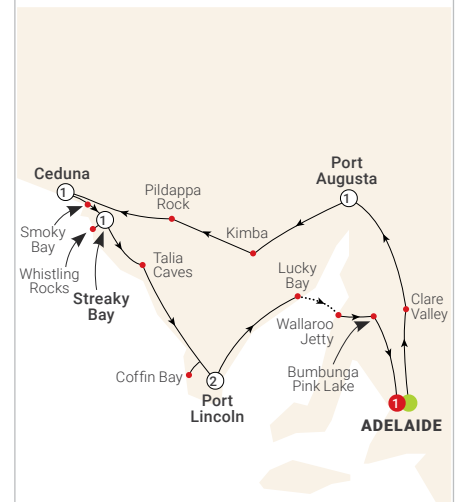 Port
Augusta
1
Ceduna
1
Pildappa
Rock
Kimba
Smoky
Bay
1
Whistling
Rocks
Streaky
Bay
Talia
Caves
Lucky
Bay
Clare
Valley
Wallaroo
Jetty
Coffin Bay
2
Port
Lincoln
Bumbunga
Pink Lake
1
ADELAIDE